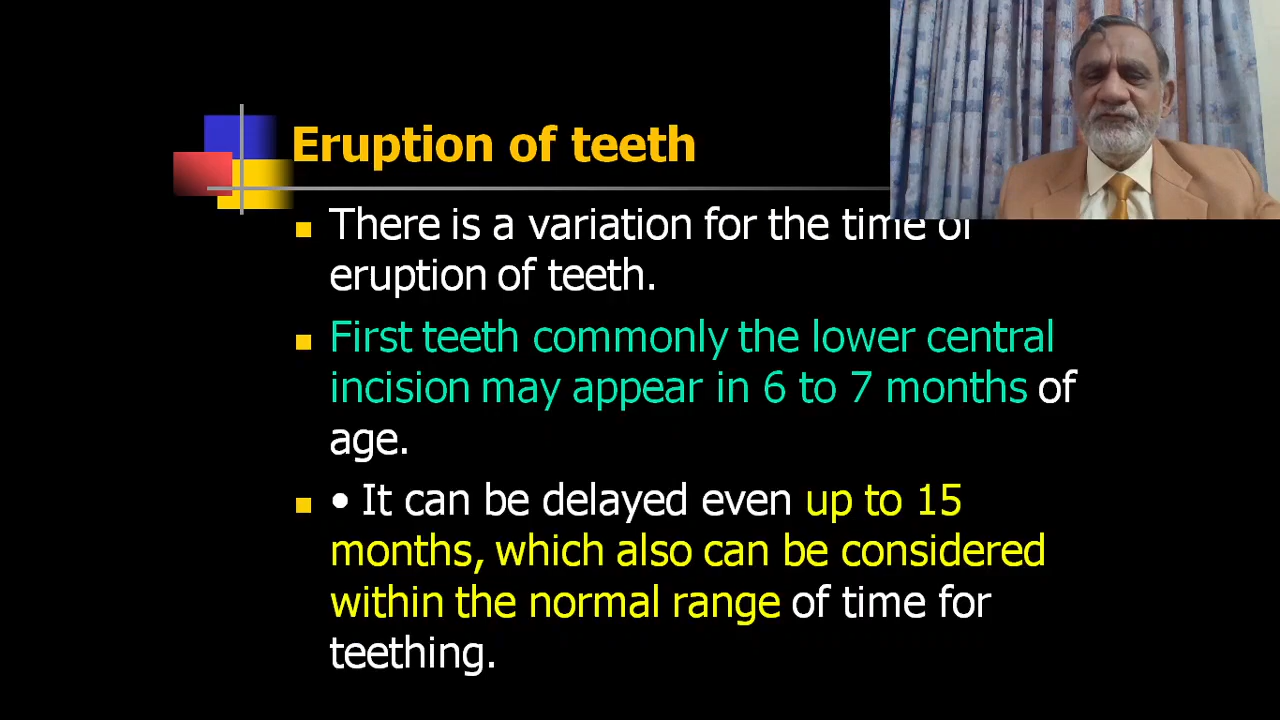 Eruption of teeth
There is a variation for the time of
eruption of teeth.
First teeth commonly the lower central
incision may appear in 6 to 7 months of
age.
• It can be delayed even up to 15
months, which also can be considered
within the normal range of time for
teething.